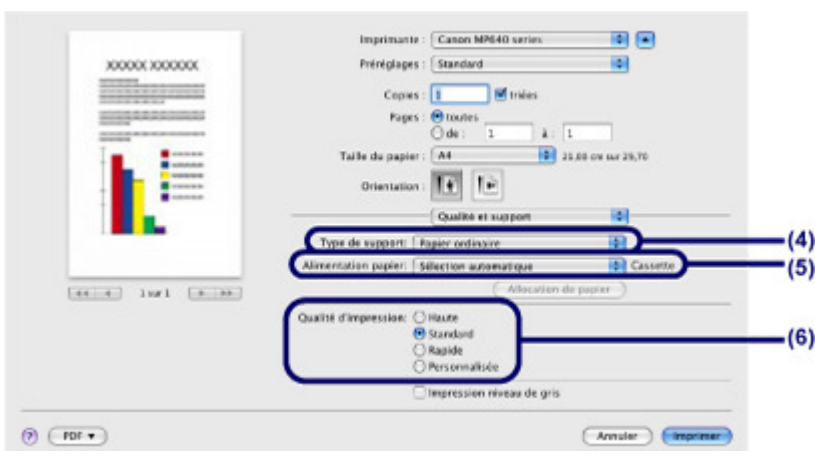 Imprimante : Canon MP640 series
XXXXX XXXXXX
Préréglages : Standard
Copies : 1 triées
Pages : toutes
de : 1 à : 1
Taille du papier : A4 21,00 cm sur 29,70
Orientation :
Qualité et support
Type de support: Papier ordinaire (4)
Alimentation papier: Sélection automatique Cassette (5)
1 sur 1
Allocation de papier
Qualité d'impression: Haute
Standard (6)
Rapide
Personnalisée
Impression niveau de gris
? PDF ▼ Annuler Imprimer